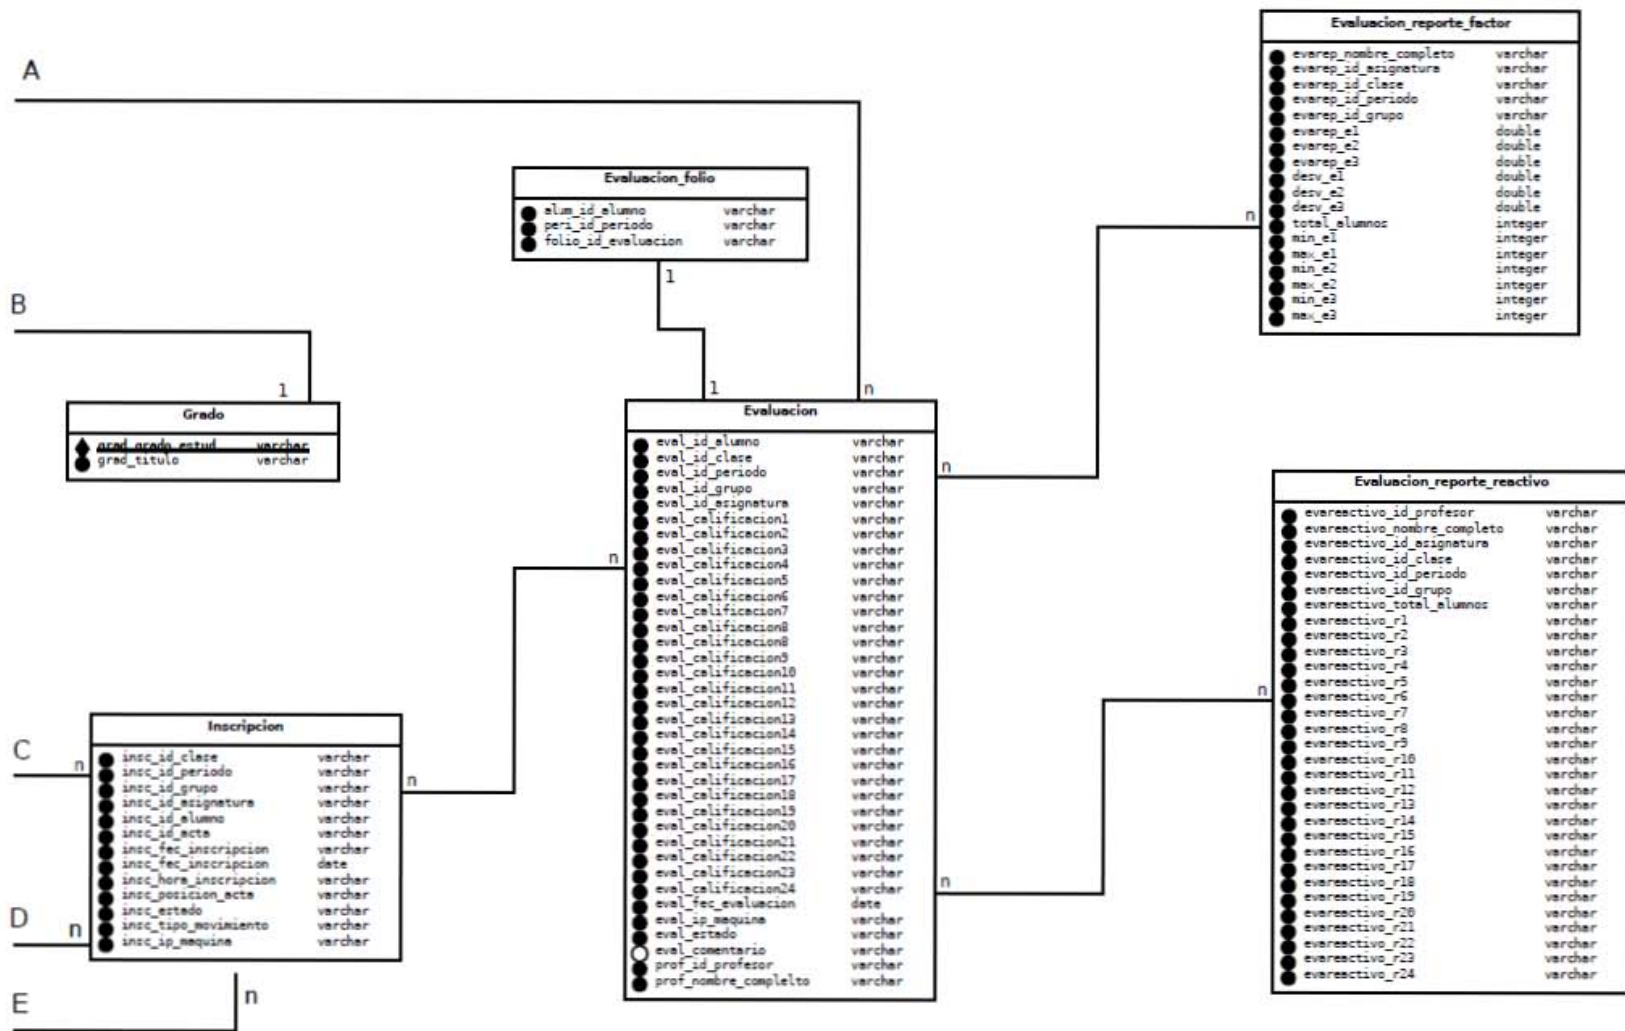 A
B
C
n
D
n
E
n
1
Grado
grad_grado_estud varchar
grad_titulo varchar
Inscripcion
insc_id_clase varchar
insc_id_periodo varchar
insc_id_grupo varchar
insc_id_asignatura varchar
insc_id_alumno varchar
insc_id_acta varchar
insc_fec_inscripcion varchar
insc_fec_inscripcion date
insc_hora_inscripcion varchar
insc_posicion_acta varchar
insc_estado varchar
insc_tipo_movimiento varchar
insc_ip_maquina varchar
n
n
Evaluacion_folio
alum_id_alumno varchar
peri_id_periodo varchar
folio_id_evaluacion varchar
1
1
n
Evaluacion
eval_id_alumno varchar
eval_id_clase varchar
eval_id_periodo varchar
eval_id_grupo varchar
eval_id_asignatura varchar
eval_calificacion1 varchar
eval_calificacion2 varchar
eval_calificacion3 varchar
eval_calificacion4 varchar
eval_calificacion5 varchar
eval_calificacion6 varchar
eval_calificacion7 varchar
eval_calificacion8 varchar
eval_calificacion8 varchar
eval_calificacion9 varchar
eval_calificacion10 varchar
eval_calificacion11 varchar
eval_calificacion12 varchar
eval_calificacion13 varchar
eval_calificacion14 varchar
eval_calificacion15 varchar
eval_calificacion16 varchar
eval_calificacion17 varchar
eval_calificacion18 varchar
eval_calificacion19 varchar
eval_calificacion20 varchar
eval_calificacion21 varchar
eval_calificacion22 varchar
eval_calificacion23 varchar
eval_calificacion24 varchar
eval_fec_evaluacion date
eval_ip_maquina varchar
eval_estado varchar
eval_comentario varchar
prof_id_profesor varchar
prof_nombre_complelto varchar
n
n
n
n
Evaluacion_reporte_factor
evarep_nombre_completo varchar
evarep_id_asignatura varchar
evarep_id_clase varchar
evarep_id_periodo varchar
evarep_id_grupo varchar
evarep_e1 double
evarep_e2 double
evarep_e3 double
desv_e1 double
desv_e2 double
desv_e3 double
total_alumnos integer
min_e1 integer
max_e1 integer
min_e2 integer
max_e2 integer
min_e3 integer
max_e3 integer
Evaluacion_reporte_reactivo
evareactivo_id_profesor varchar
evareactivo_nombre_completo varchar
evareactivo_id_asignatura varchar
evareactivo_id_clase varchar
evareactivo_id_periodo varchar
evareactivo_id_grupo varchar
evareactivo_total_alumnos varchar
evareactivo_r1 varchar
evareactivo_r2 varchar
evareactivo_r3 varchar
evareactivo_r4 varchar
evareactivo_r5 varchar
evareactivo_r6 varchar
evareactivo_r7 varchar
evareactivo_r8 varchar
evareactivo_r9 varchar
evareactivo_r10 varchar
evareactivo_r11 varchar
evareactivo_r12 varchar
evareactivo_r13 varchar
evareactivo_r14 varchar
evareactivo_r15 varchar
evareactivo_r16 varchar
evareactivo_r17 varchar
evareactivo_r18 varchar
evareactivo_r19 varchar
evareactivo_r20 varchar
evareactivo_r21 varchar
evareactivo_r22 varchar
evareactivo_r23 varchar
evareactivo_r24 varchar